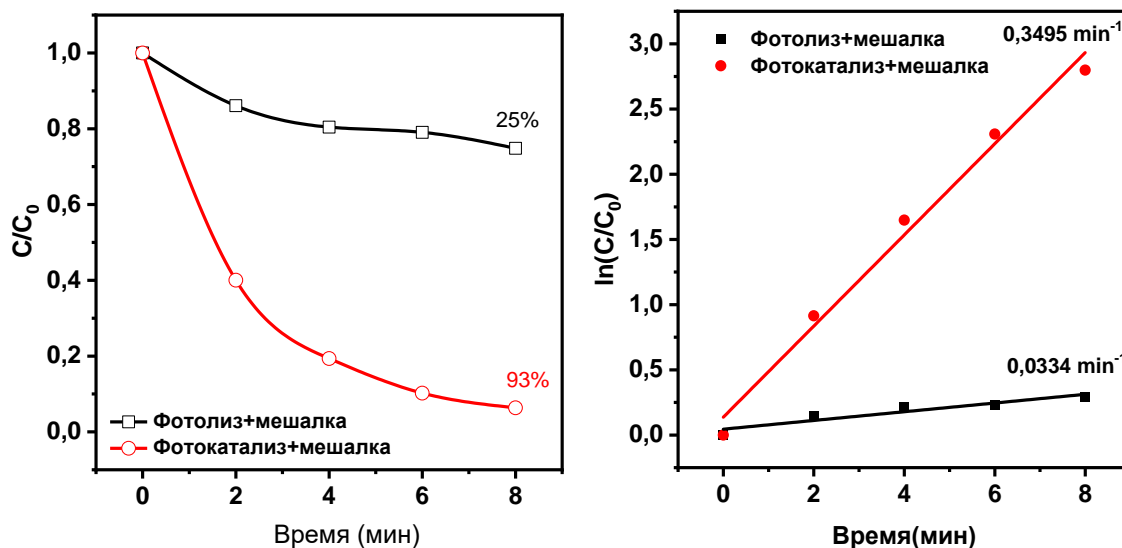 C/C0
1,0
0,8
0,6
0,4
0,2
0,0
25%
93%
Фотолиз+мешалка
Фотокатализ+мешалка
0 2 4 6 8
Время (мин)
ln(C/C0)
3,0
2,5
2,0
1,5
1,0
0,5
0,0
Фотолиз+мешалка
Фотокатализ+мешалка
0,3495 min-1
0,0334 min-1
0 2 4 6 8
Время(мин)